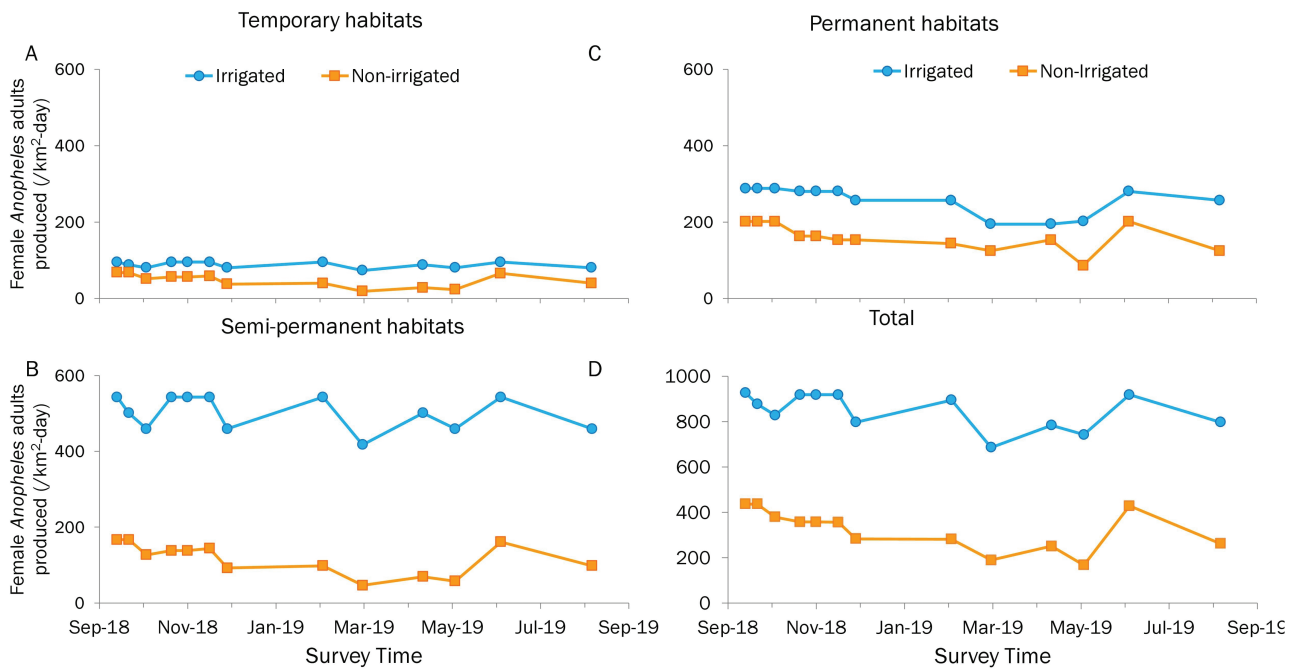 Temporary habitats
A
Female Anopheles adults
produced (/km²-day)
600
400
200
0
Irrigated
Non-irrigated
Permanent habitats
C
600
400
200
0
Irrigated
Non-Irrigated
Semi-permanent habitats
B
Female Anopheles adults
produced (/km²-day)
600
400
200
0
Sep-18 Nov-18 Jan-19 Mar-19 May-19 Jul-19 Sep-19
Survey Time
Total
D
1000
800
600
400
200
0
Sep-18 Nov-18 Jan-19 Mar-19 May-19 Jul-19 Sep-19
Survey Time